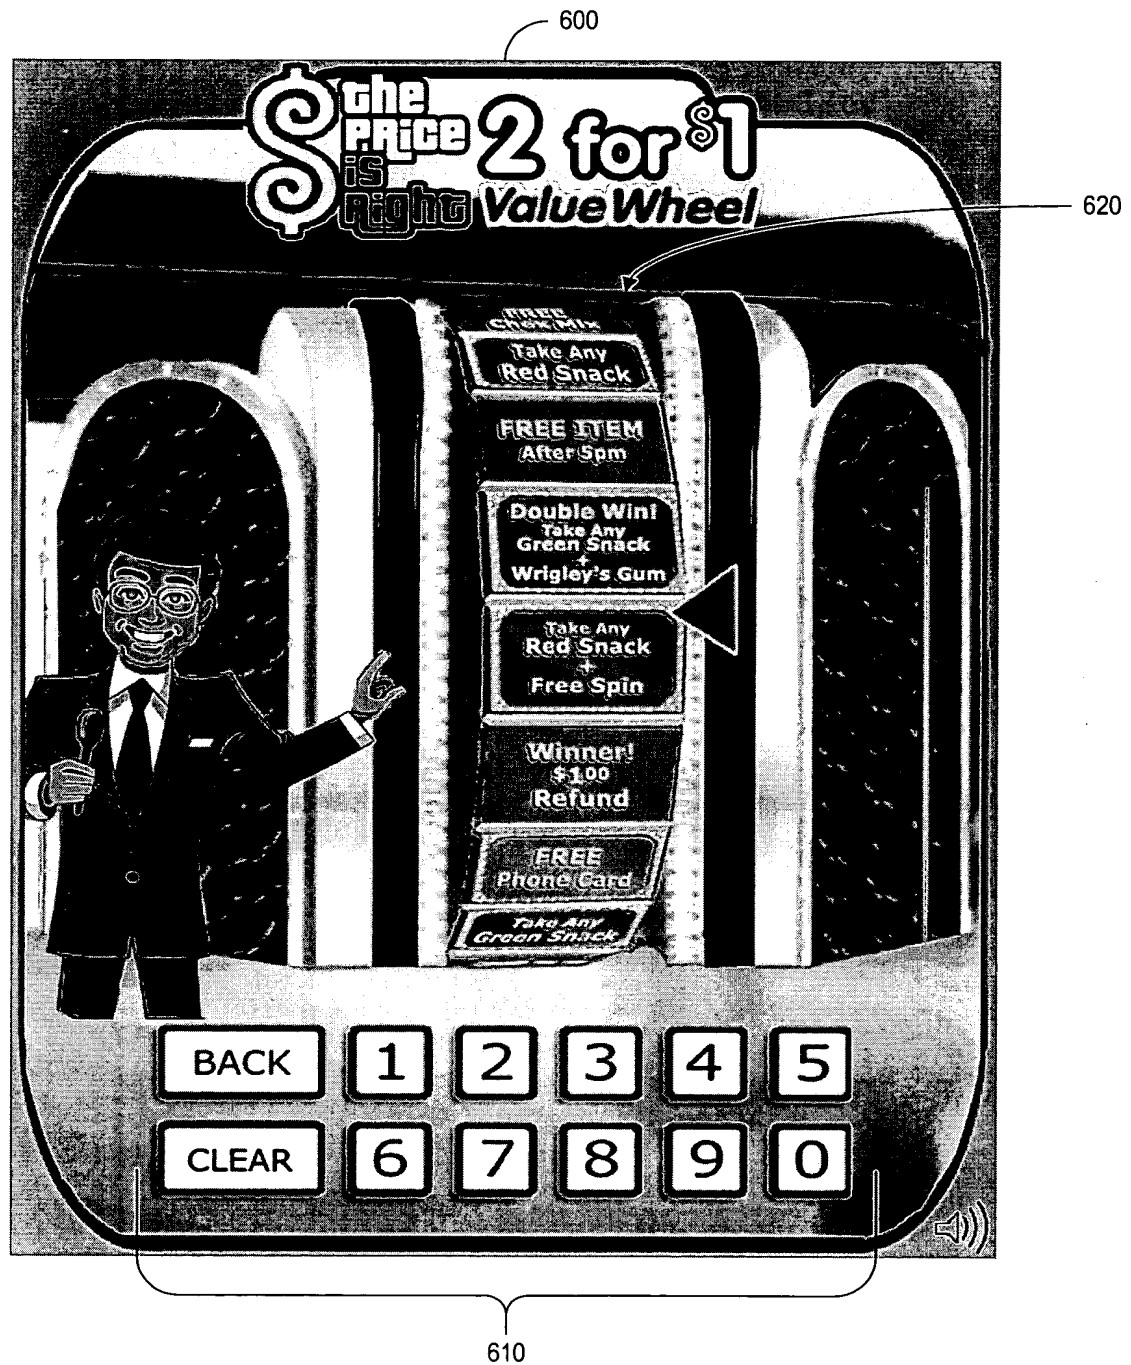 600
the
PRiCE
iS
Right
2 for $1
Value Wheel
620
FREE
Chex Mix
Take Any
Red Snack
FREE ITEM
After 5pm
Double Win!
Take Any
Green Snack
+
Wrigley's Gum
Take Any
Red Snack
+
Free Spin
Winner!
$1.00
Refund
FREE
Phone Card
Take Any
Green Snack
BACK 1 2 3 4 5
CLEAR 6 7 8 9 0
610